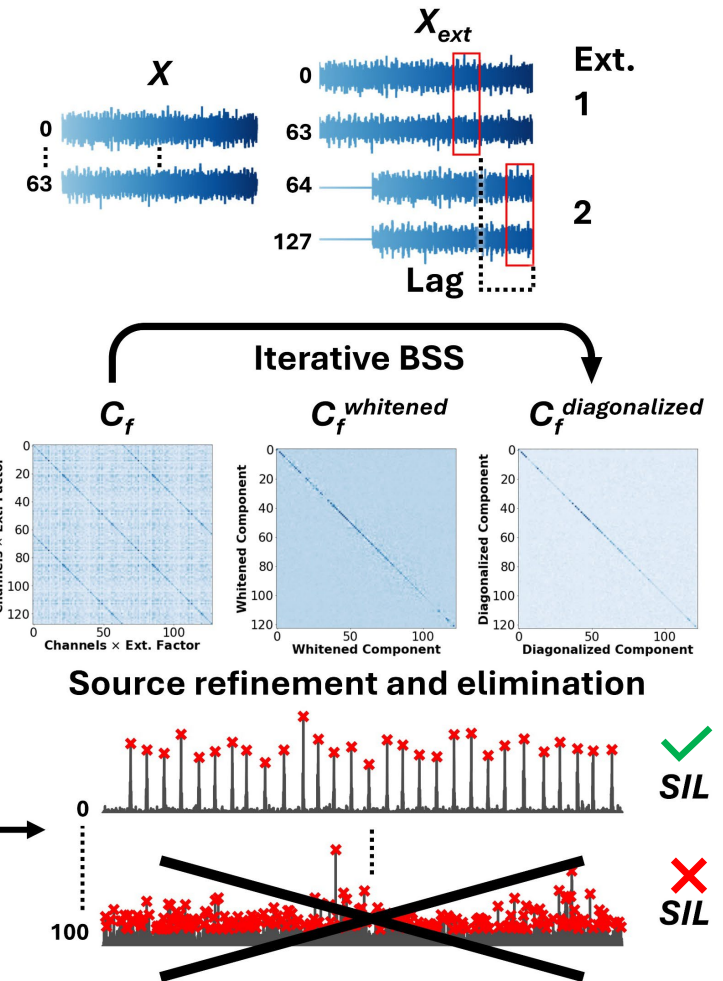 X
X_ext
Ext.
0
63
0
63
64
127
1
2
Lag
Iterative BSS
C_f
C_f^whitened
C_f^diagonalized
0
20
40
60
80
100
120
0
50
100
Channels × Ext. Factor
Channels × Ext. Factor
0
20
40
60
80
100
120
0
50
100
Whitened Component
Whitened Component
0
20
40
60
80
100
120
0
50
100
Diagonalized Component
Diagonalized Component
Source refinement and elimination
0
SIL
100
SIL